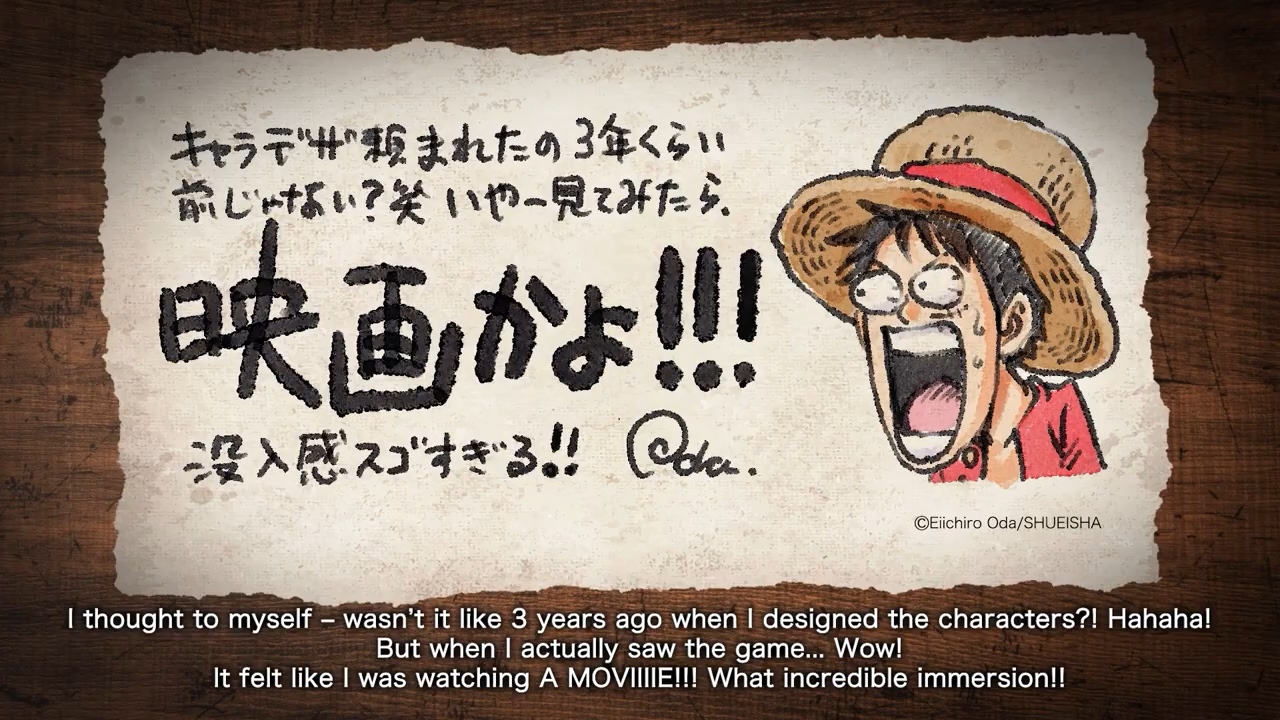 キャラデザ頼まれたの3年くらい
前じゃない?笑 いやー見てみたら、
映画かよ!!!
没入感スゴすぎる!! Oda.
©Eiichiro Oda/SHUEISHA
I thought to myself – wasn't it like 3 years ago when I designed the characters?! Hahaha!
But when I actually saw the game... Wow!
It felt like I was watching A MOVIIIIE!!! What incredible immersion!!